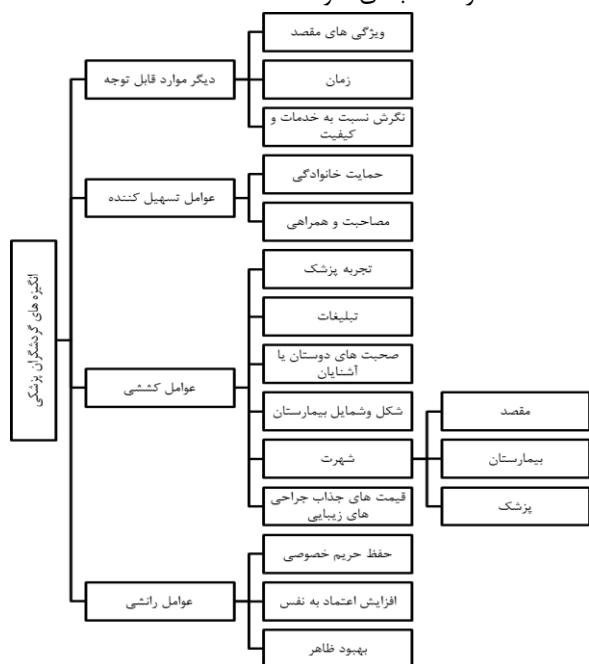 ویژگی های مقصد
دیگر موارد قابل توجه
زمان
نگرش نسبت به خدمات و
کیفیت
حمایت خانوادگی
عوامل تسهیل کننده
مصاحبت و همراهی
انگیزه های گردشگران پزشکی
تجربه پزشک
تبلیغات
صحبت های دوستان یا
آشنایان
عوامل کششی
شکل وشمایل بیمارستان
مقصد
شهرت
بیمارستان
قیمت های جذاب جراحی
های زیبایی
پزشک
حفظ حریم خصوصی
عوامل رانشی
افزایش اعتماد به نفس
بهبود ظاهر